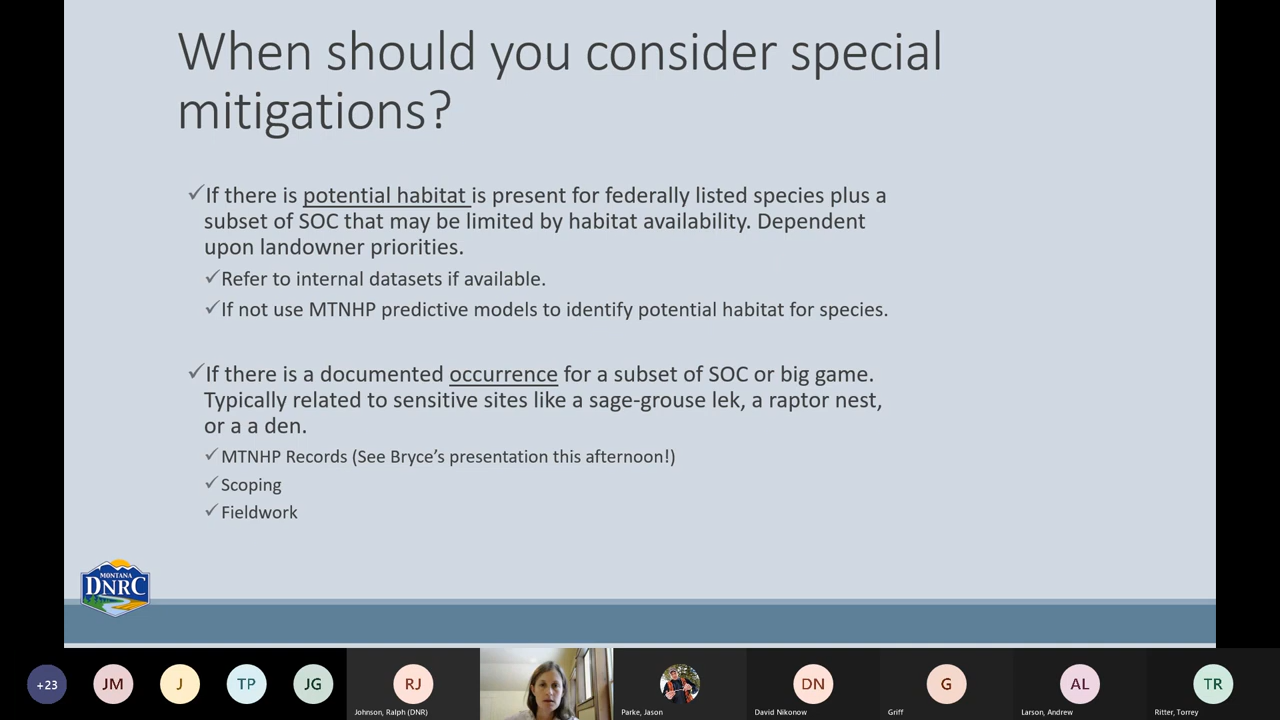 When should you consider special
mitigations?
If there is potential habitat is present for federally listed species plus a
subset of SOC that may be limited by habitat availability. Dependent
upon landowner priorities.
Refer to internal datasets if available.
If not use MTNHP predictive models to identify potential habitat for species.
If there is a documented occurrence for a subset of SOC or big game.
Typically related to sensitive sites like a sage-grouse lek, a raptor nest,
or a a den.
MTNHP Records (See Bryce's presentation this afternoon!)
Scoping
Fieldwork
MONTANA
DNRC
+23
JM
J
TP
JG
RJ
DN
G
AL
TR
Johnson, Ralph (DNR)
Parke, Jason
David Nikonow
Griff
Larson, Andrew
Ritter, Torrey